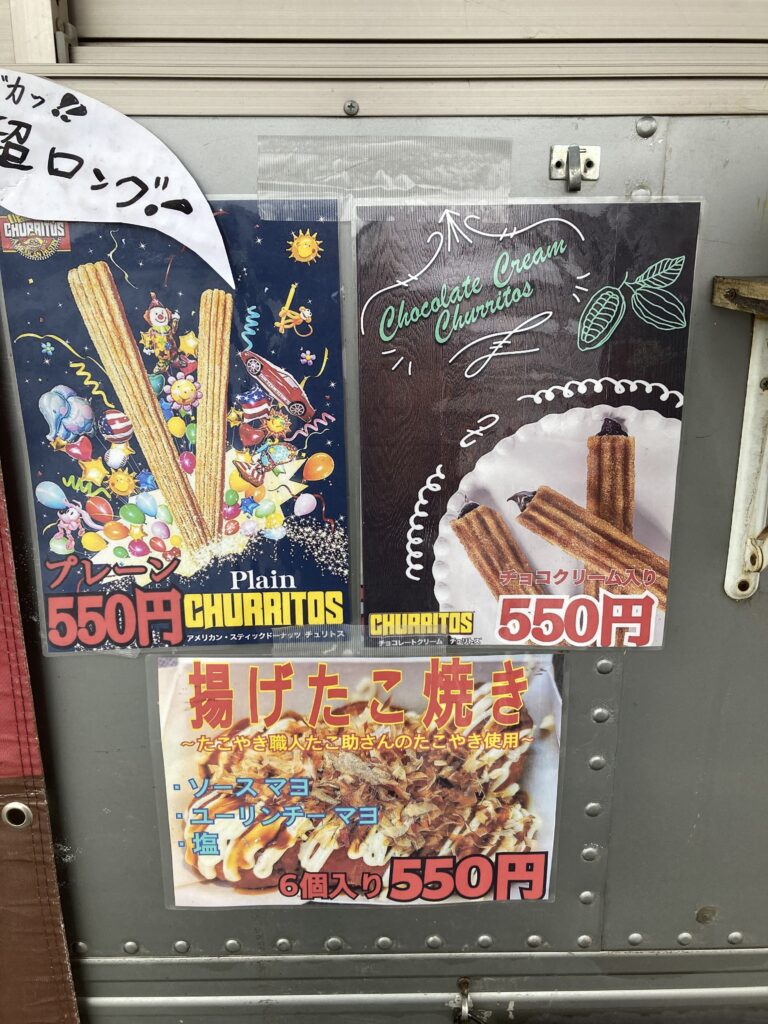 デカッ!!
超ロング!
CHURRITOS
プレーン
550円
Plain
CHURRITOS
アメリカン・スティックドーナッツ チュリトス
Chocolate Cream
Churritos
チョコクリーム入り
550円
CHURRITOS
チョコレートクリーム チュリトス
揚げたこ焼き
~たこやき職人たこ助さんのたこやき使用~
・ソース マヨ
・ユーリンチー マヨ
・塩
6個入り 550円